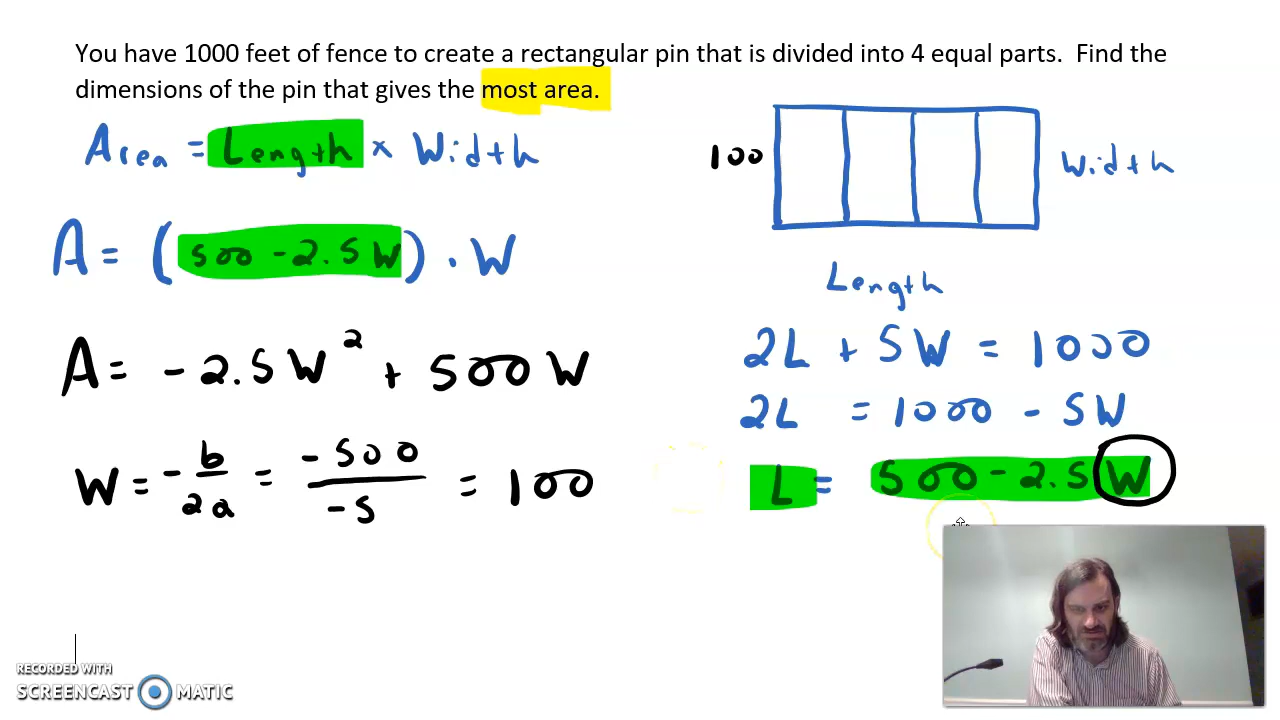 You have 1000 feet of fence to create a rectangular pin that is divided into 4 equal parts. Find the
dimensions of the pin that gives the most area.
Area = Length × Width
100
Width
A = (500 - 2.5W) · W
Length
A = -2.5W² + 500W
2L + 5W = 1000
2L = 1000 - 5W
W = -b/2a = -500/-5 = 100
L = 500 - 2.5W
RECORDED WITH
SCREENCAST MATIC